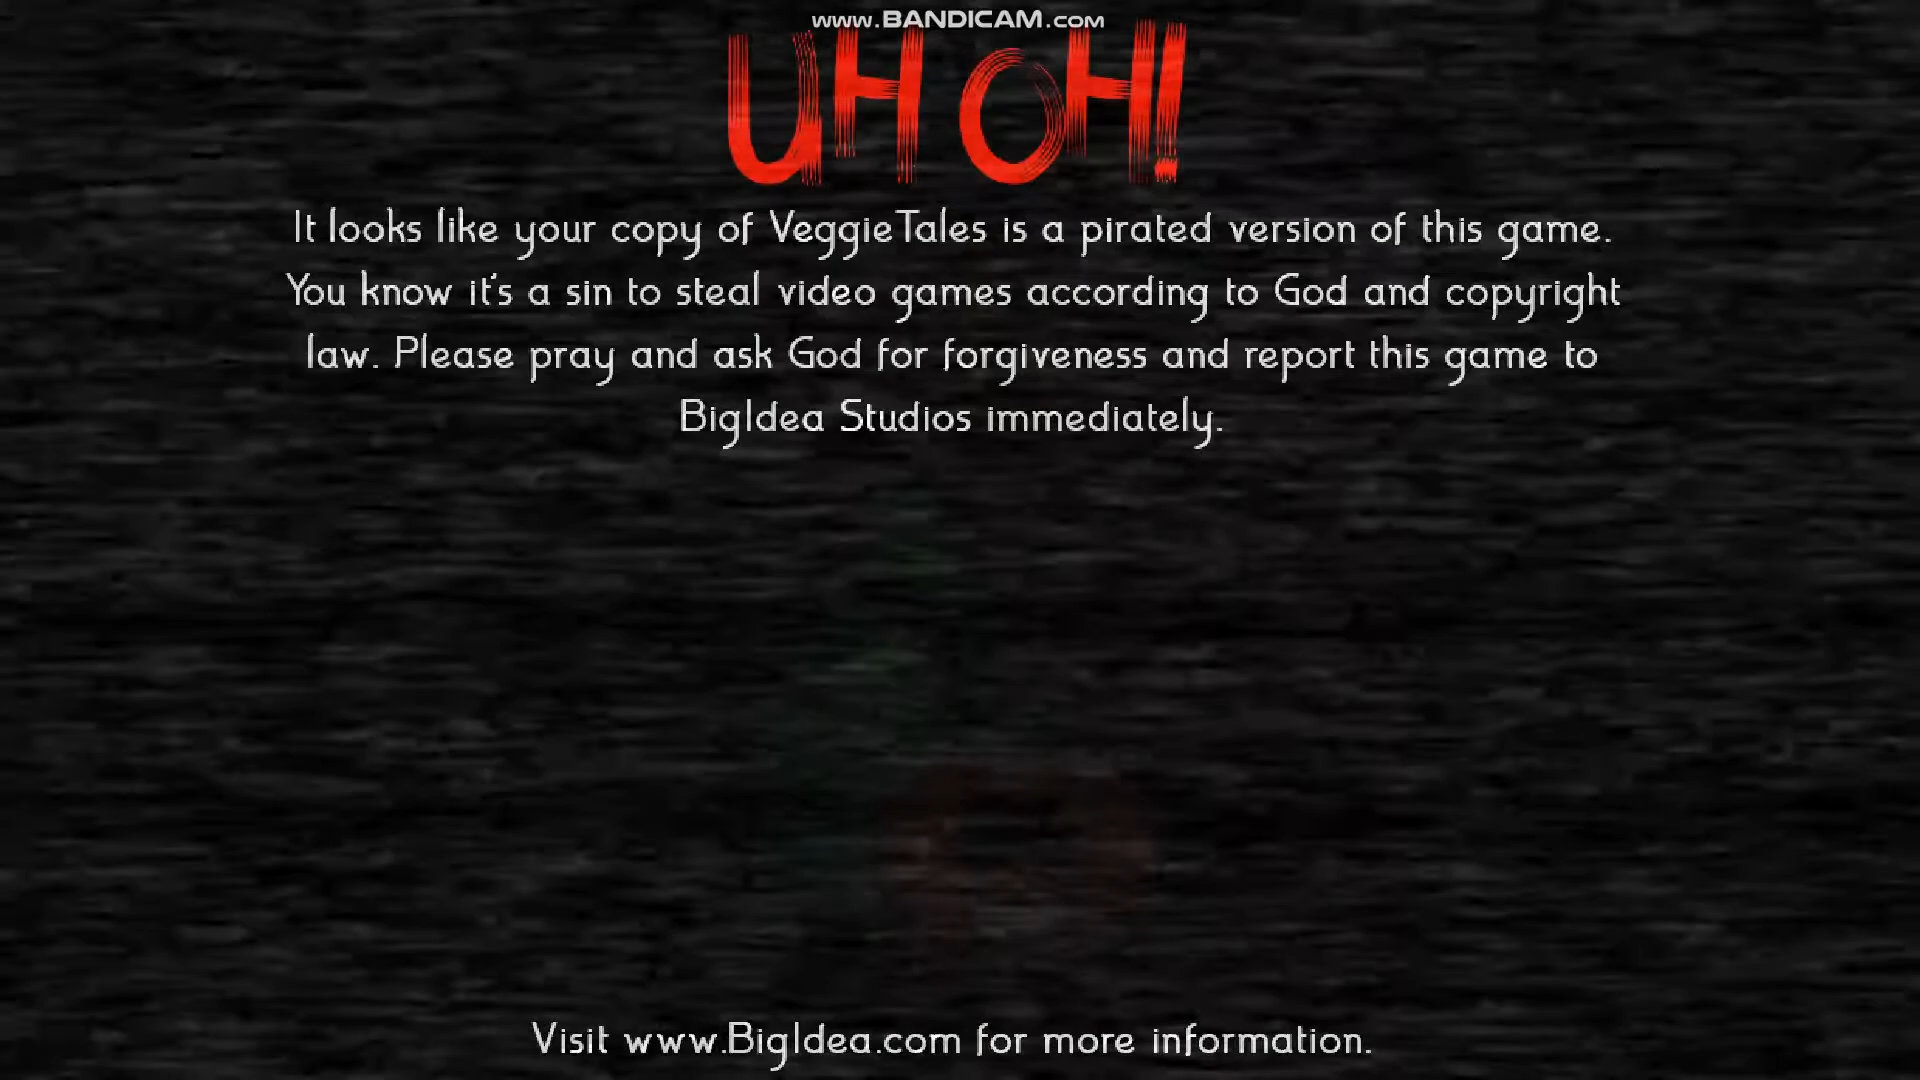 www.BANDICAM.com
UH OH!
It looks like your copy of VeggieTales is a pirated version of this game.
You know it's a sin to steal video games according to God and copyright
law. Please pray and ask God for forgiveness and report this game to
BigIdea Studios immediately.
Visit www.BigIdea.com for more information.